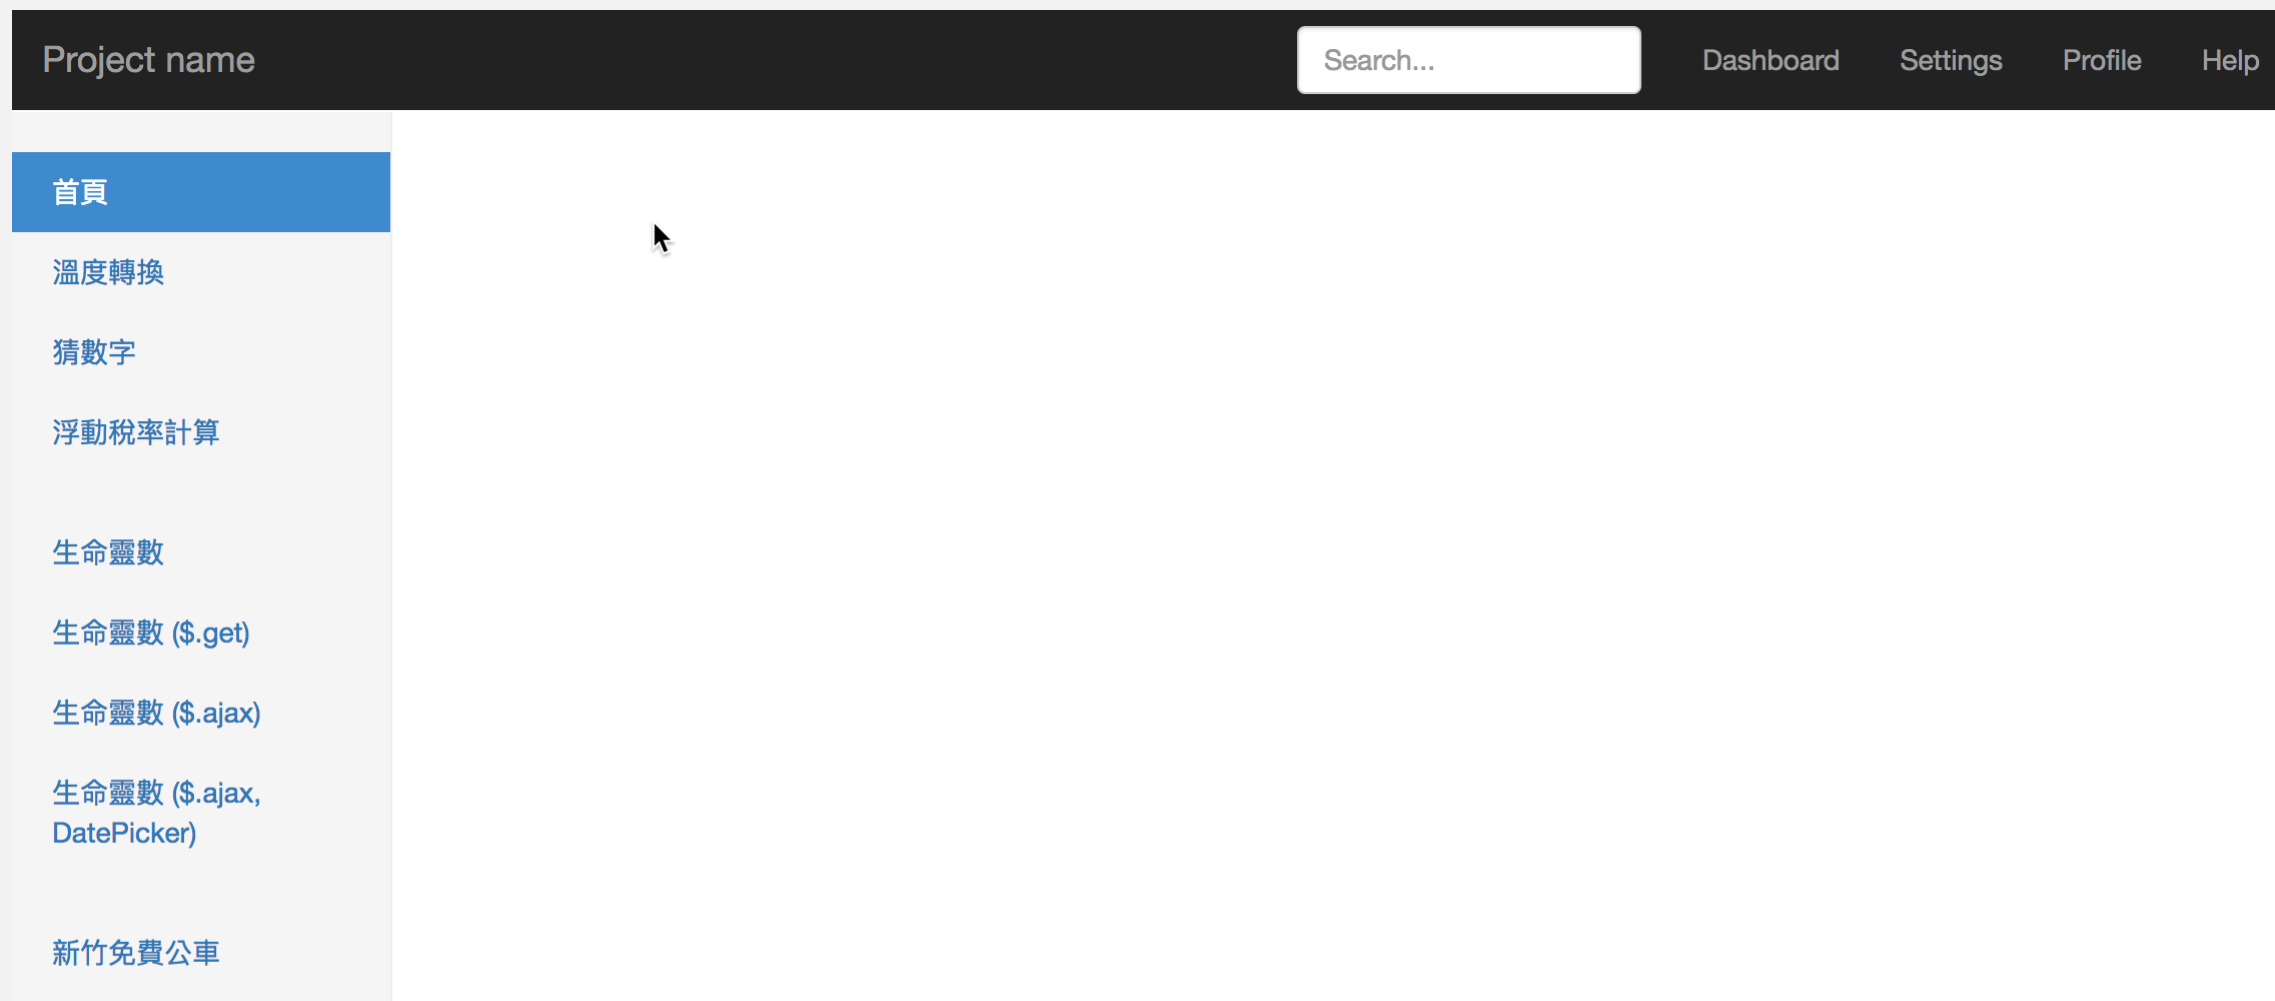 Project name
Search...
Dashboard
Settings
Profile
Help
首頁
溫度轉換
猜數字
浮動稅率計算
生命靈數
生命靈數 ($.get)
生命靈數 ($.ajax)
生命靈數 ($.ajax,
DatePicker)
新竹免費公車